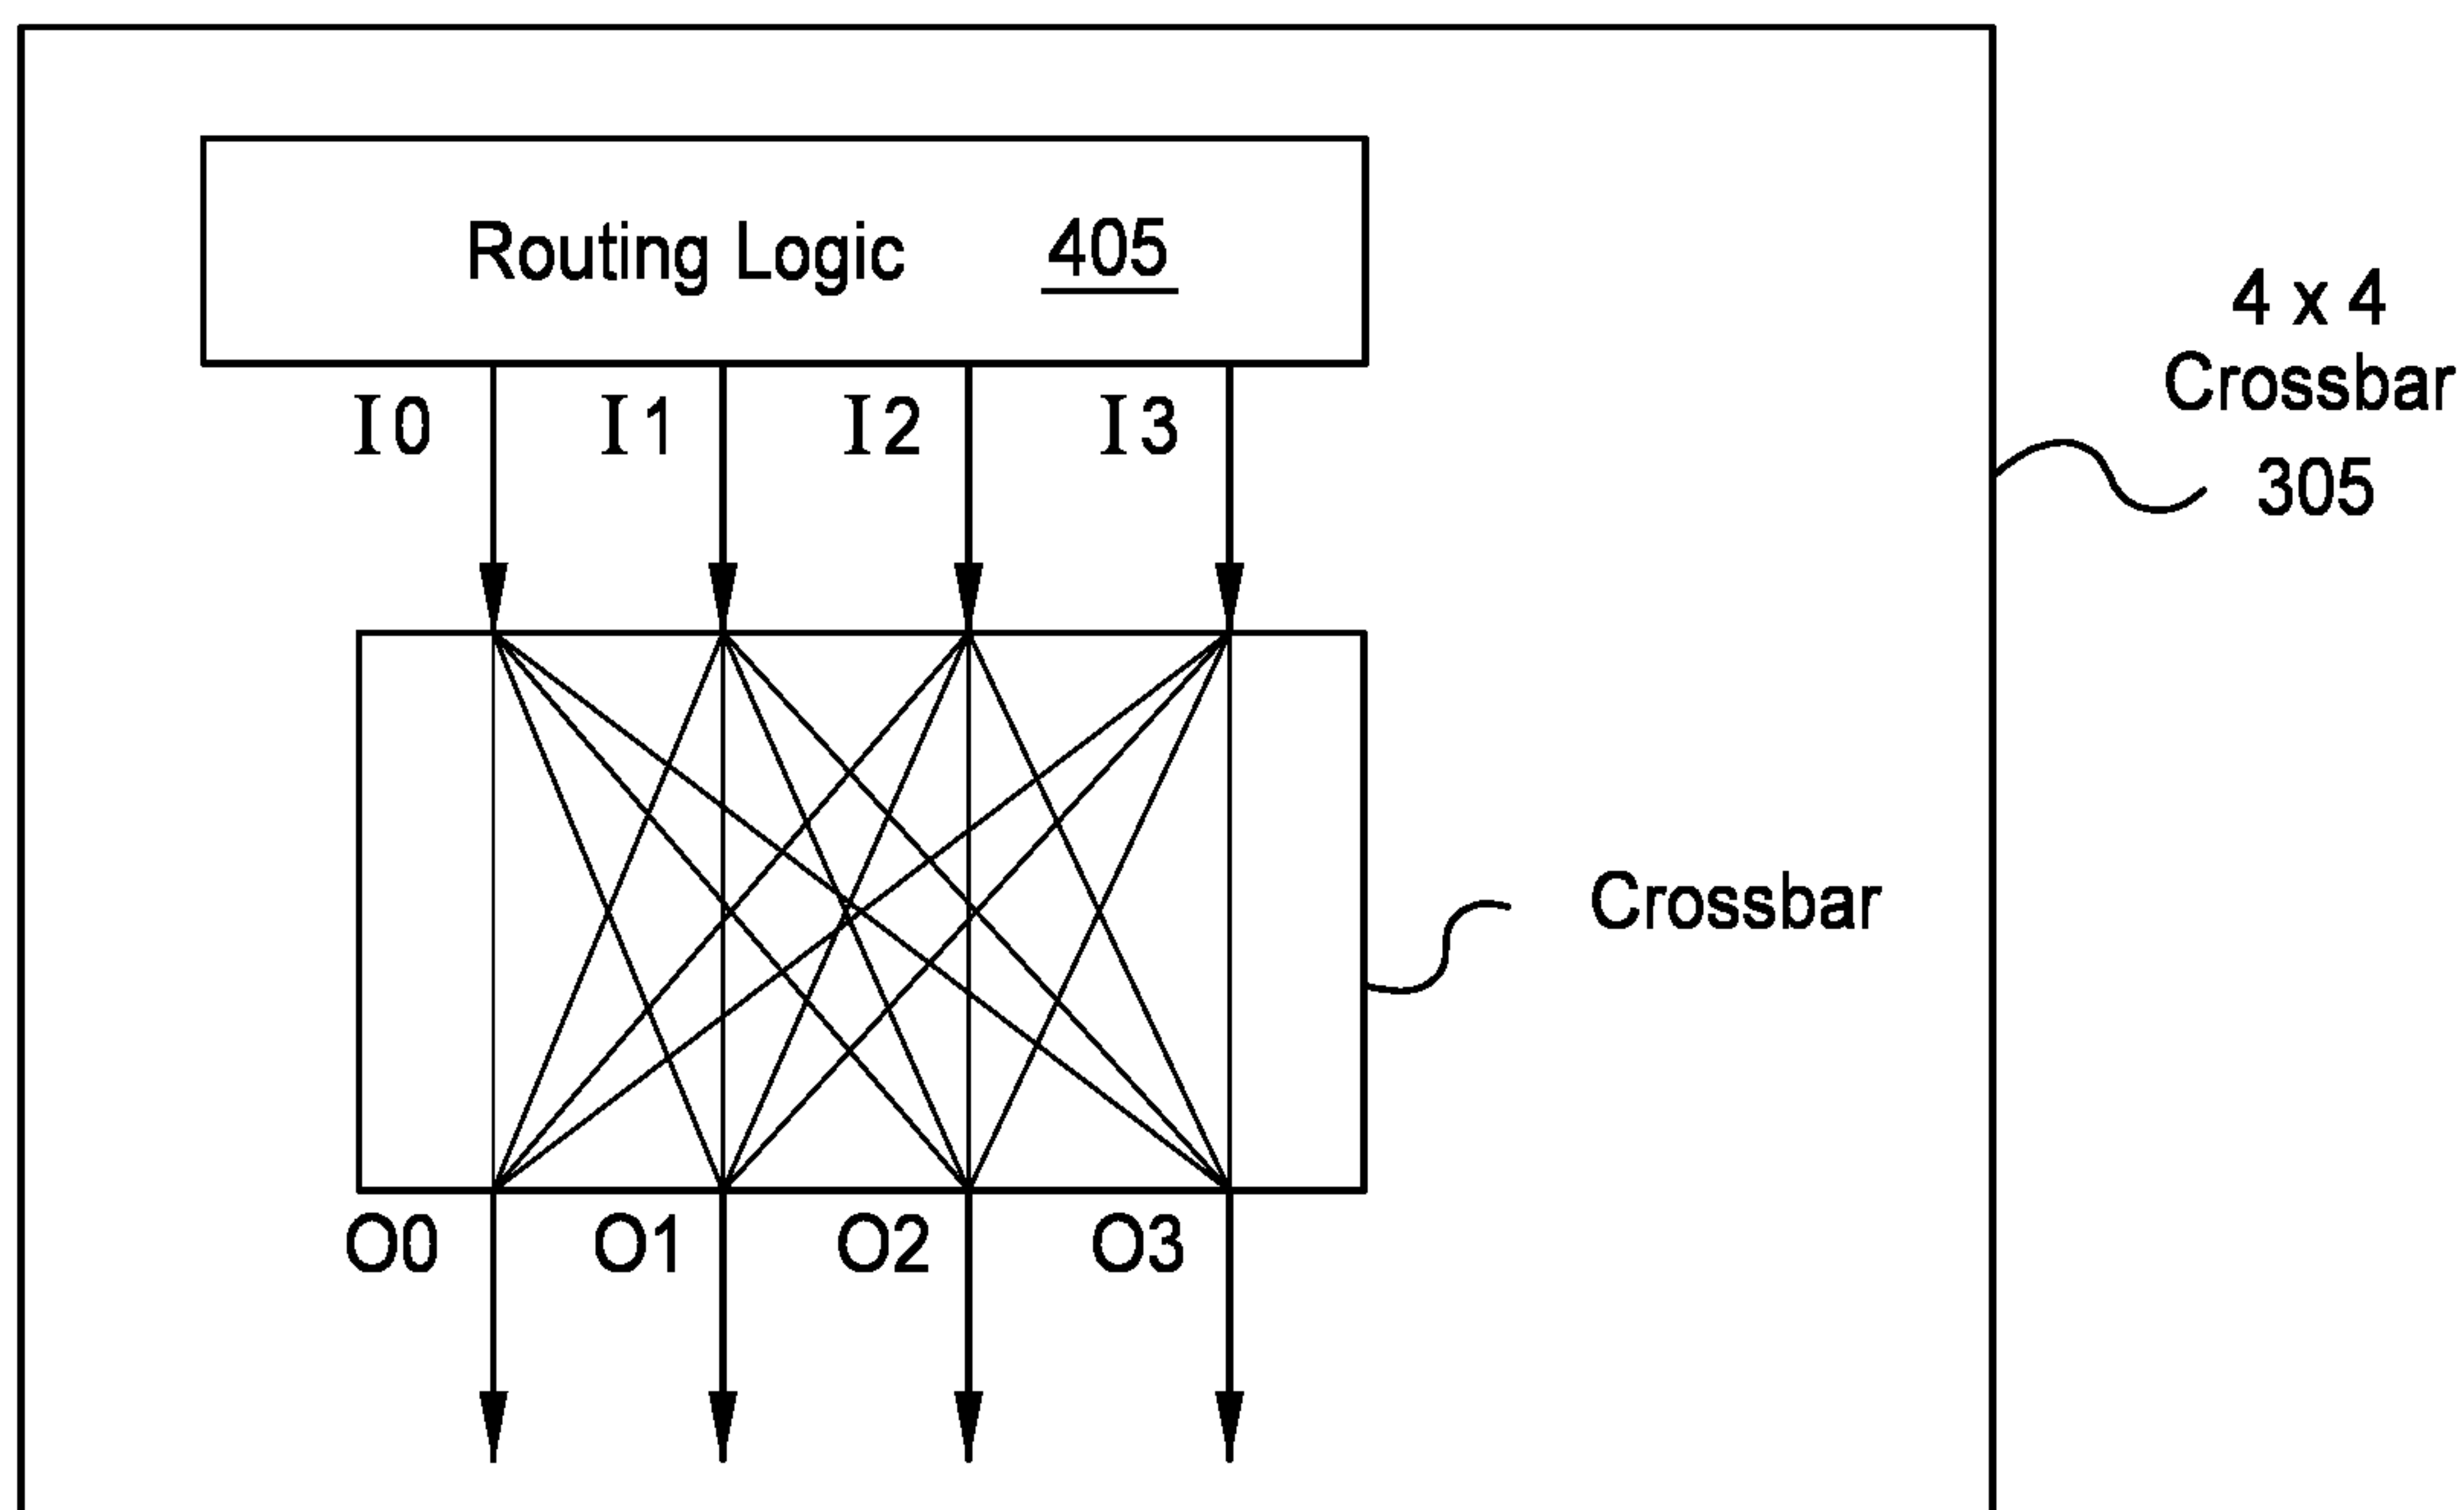 Routing Logic 405
4 x 4
Crossbar
305
I0 I1 I2 I3
Crossbar
O0 O1 O2 O3